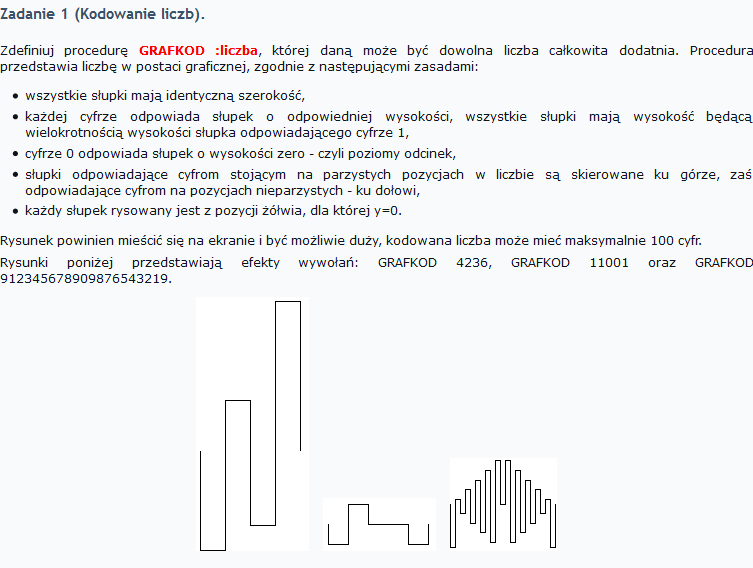 Zadanie 1 (Kodowanie liczb).
Zdefiniuj procedurę GRAFKOD :liczba, której daną może być dowolna liczba całkowita dodatnia. Procedura
przedstawia liczbę w postaci graficznej, zgodnie z następującymi zasadami:
• wszystkie słupki mają identyczną szerokość,
• każdej cyfrze odpowiada słupek o odpowiedniej wysokości, wszystkie słupki mają wysokość będącą
wielokrotnością wysokości słupka odpowiadającego cyfrze 1,
• cyfrze 0 odpowiada słupek o wysokości zero - czyli poziomy odcinek,
• słupki odpowiadające cyfrom stojącym na parzystych pozycjach w liczbie są skierowane ku górze, zaś
odpowiadające cyfrom na pozycjach nieparzystych - ku dołowi,
• każdy słupek rysowany jest z pozycji żółwia, dla której y=0.
Rysunek powinien mieścić się na ekranie i być możliwie duży, kodowana liczba może mieć maksymalnie 100 cyfr.
Rysunki poniżej przedstawiają efekty wywołań: GRAFKOD 4236, GRAFKOD 11001 oraz GRAFKOD
912345678909876543219.